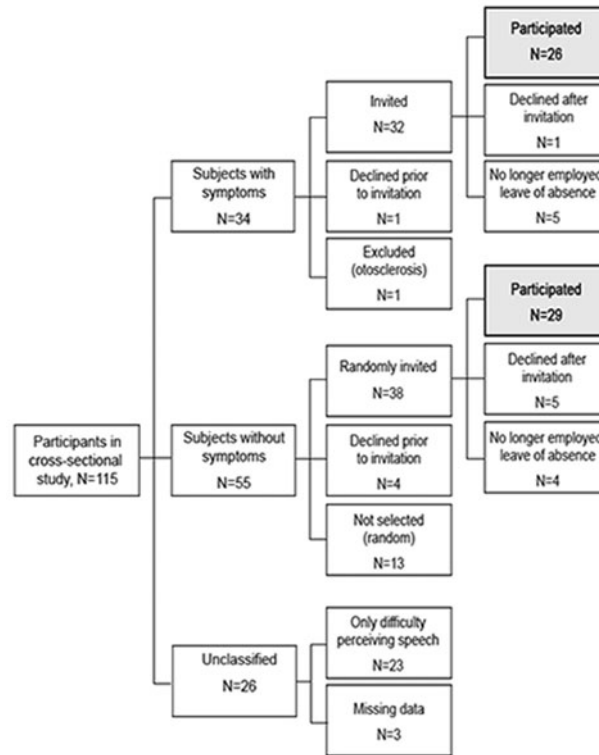 Participated
N=26
Invited
N=32
Declined after
invitation
N=1
Subjects with
symptoms
N=34
Declined prior
to invitation
N=1
No longer employed,
leave of absence
N=5
Excluded
(otosclerosis)
N=1
Participated
N=29
Randomly invited
N=38
Declined after
invitation
N=5
Participants in
cross-sectional
study, N=115
Subjects without
symptoms
N=55
Declined prior
to invitation
N=4
No longer employed,
leave of absence
N=4
Not selected
(random)
N=13
Unclassified
N=26
Only difficulty
perceiving speech
N=23
Missing data
N=3